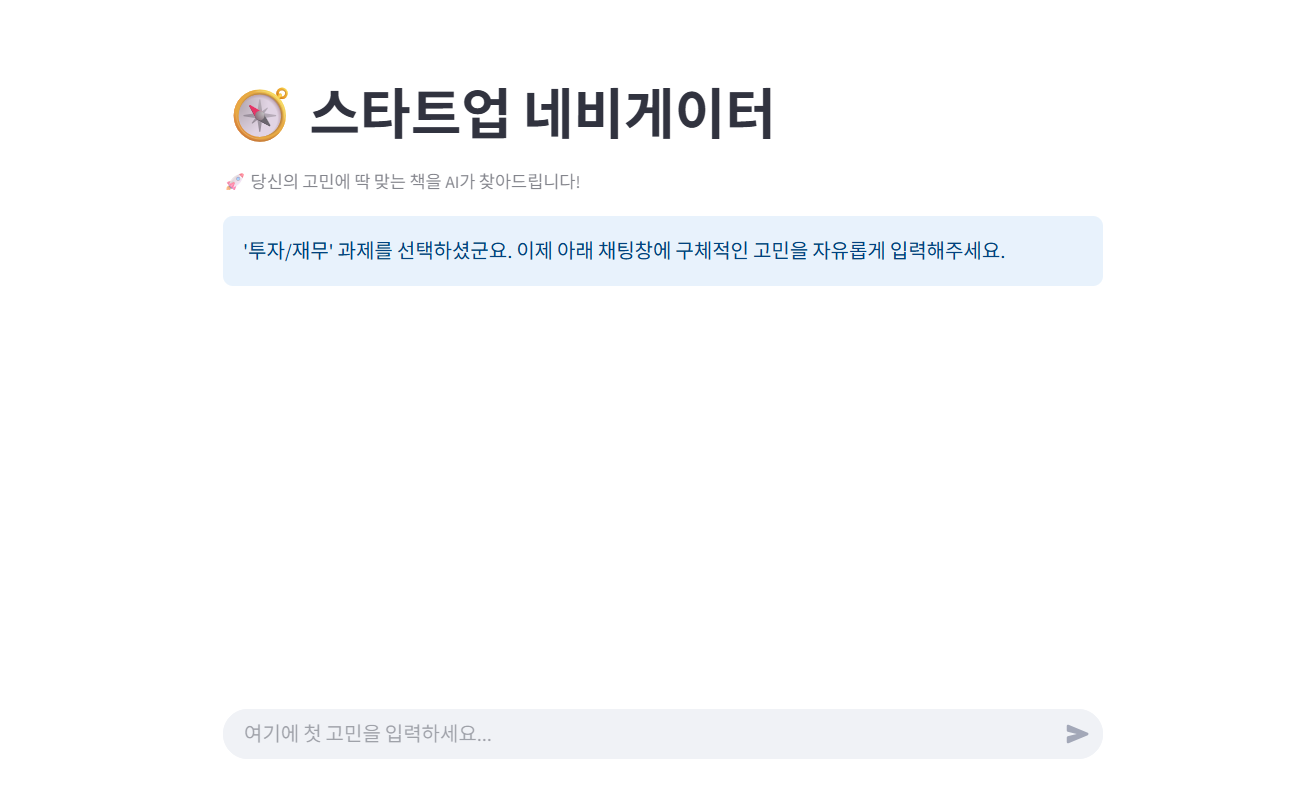 스타트업 네비게이터
당신의 고민에 딱 맞는 책을 AI가 찾아드립니다!
'투자/재무' 과제를 선택하셨군요. 이제 아래 채팅창에 구체적인 고민을 자유롭게 입력해주세요.
여기에 첫 고민을 입력하세요...